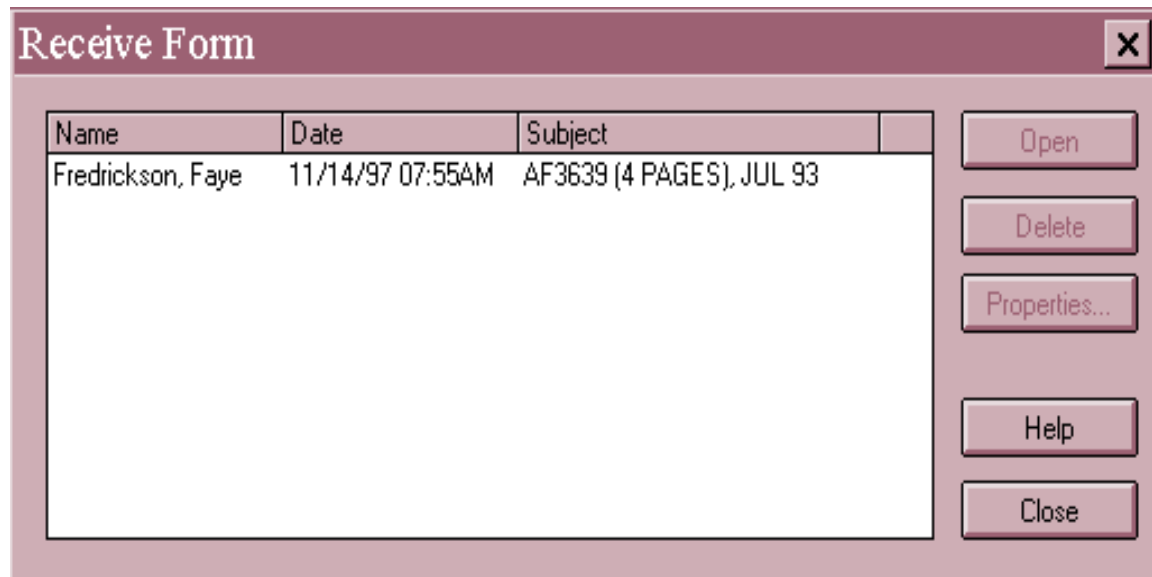 Receive Form
Name Date Subject
Fredrickson, Faye 11/14/97 07:55AM AF3639 (4 PAGES), JUL 93
Open
Delete
Properties...
Help
Close